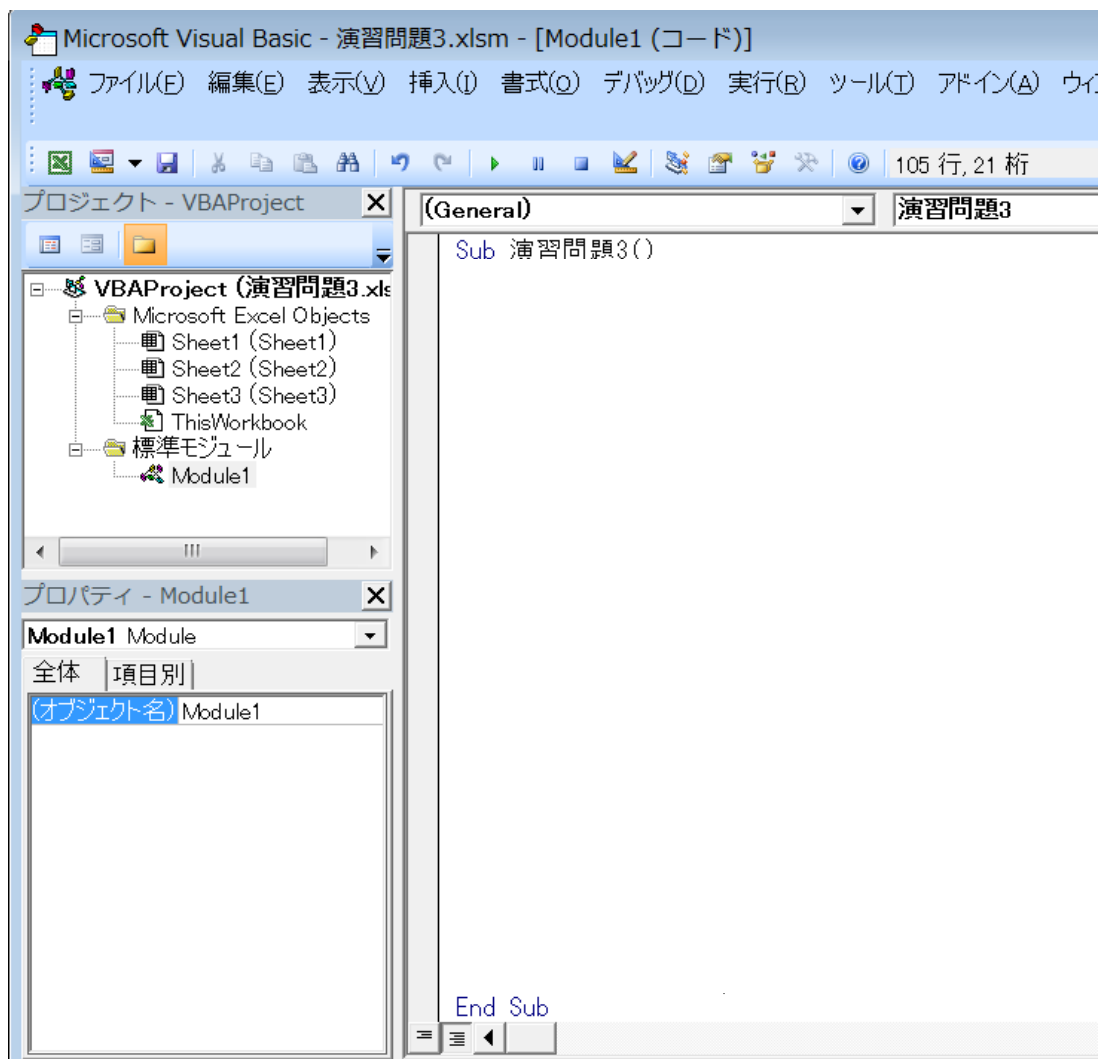 Microsoft Visual Basic - 演習問題3.xlsm - [Module1 (コード)]
ファイル(F) 編集(E) 表示(V) 挿入(I) 書式(O) デバッグ(D) 実行(R) ツール(T) アドイン(A) ウィ
105 行, 21 桁
プロジェクト - VBAProject
(General) 演習問題3
Sub 演習問題3()
VBAProject (演習問題3.xls
Microsoft Excel Objects
Sheet1 (Sheet1)
Sheet2 (Sheet2)
Sheet3 (Sheet3)
ThisWorkbook
標準モジュール
Module1
プロパティ - Module1
Module1 Module
全体 項目別
(オブジェクト名) Module1
End Sub